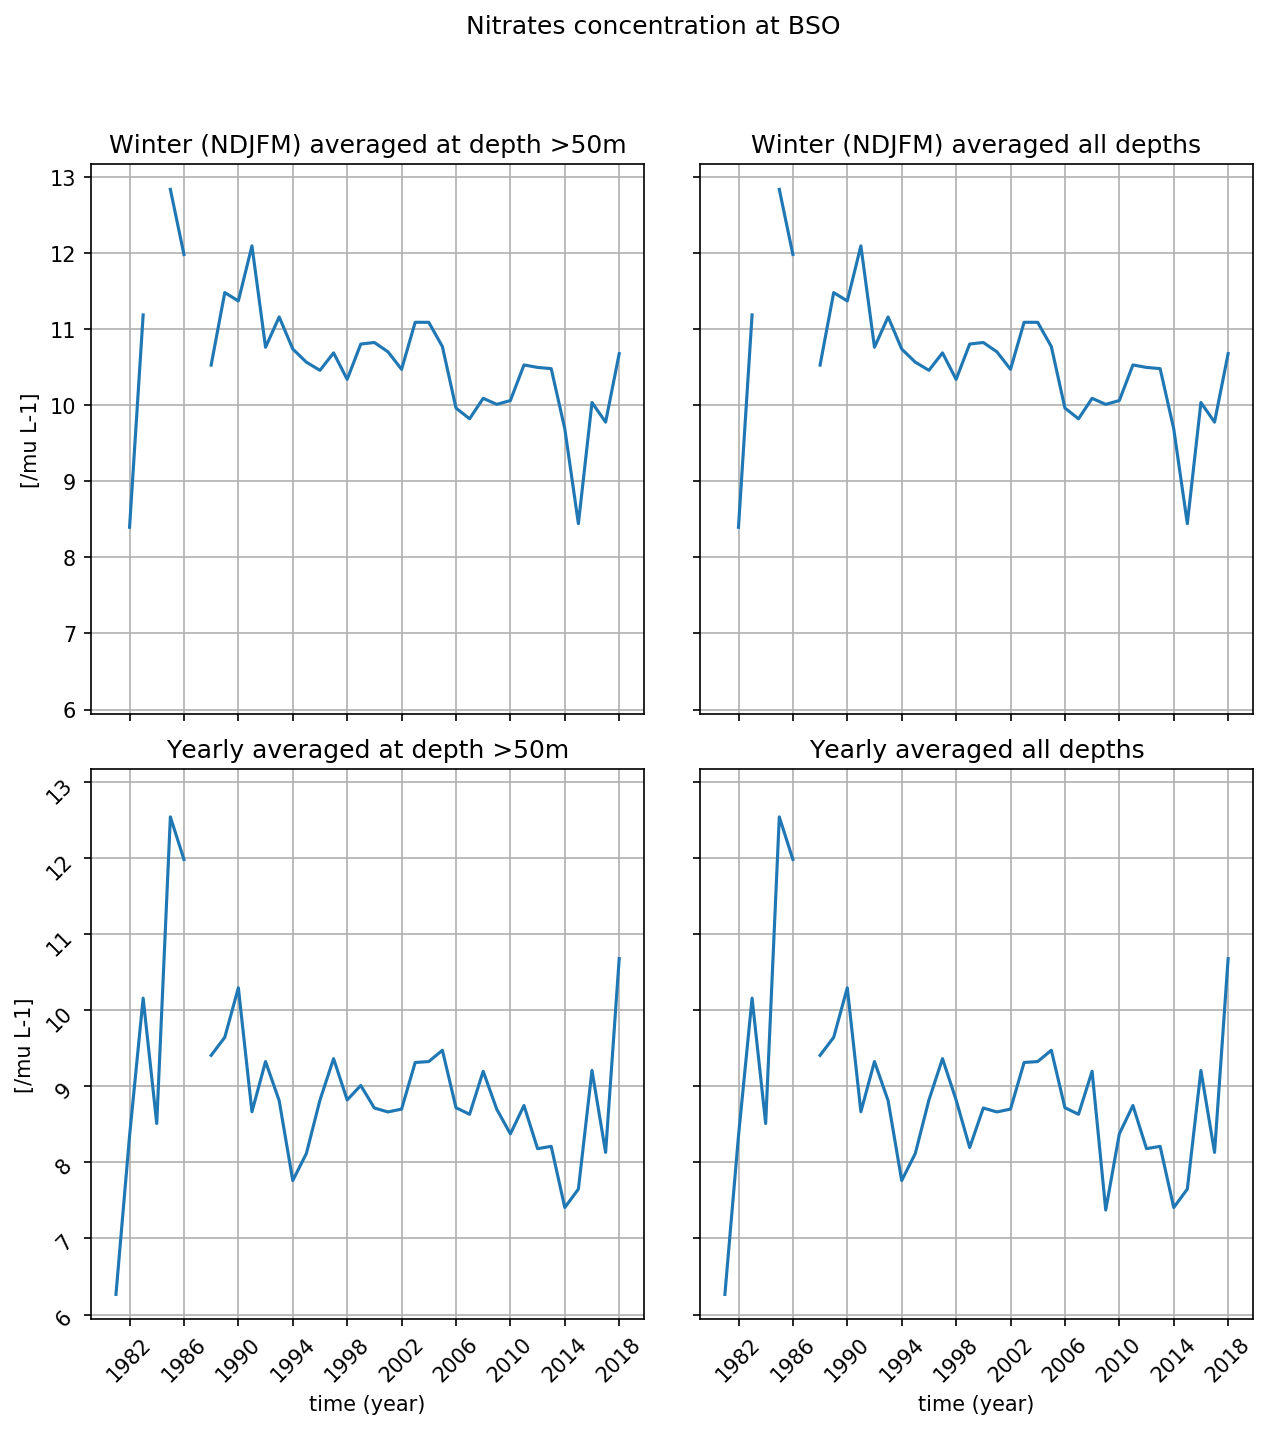 Nitrates concentration at BSO
Winter (NDJFM) averaged at depth >50m
Winter (NDJFM) averaged all depths
13
12
11
10
9
8
7
6
[/mu L-1]
Yearly averaged at depth >50m
Yearly averaged all depths
13
12
11
10
9
8
7
6
[/mu L-1]
1982 1986 1990 1994 1998 2002 2006 2010 2014 2018
1982 1986 1990 1994 1998 2002 2006 2010 2014 2018
time (year)
time (year)